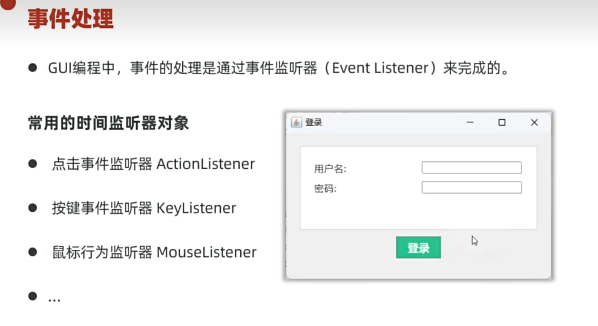 事件处理
GUI编程中，事件的处理是通过事件监听器（Event Listener）来完成的。
常用的时间监听器对象
点击事件监听器 ActionListener
按键事件监听器 KeyListener
鼠标行为监听器 MouseListener
...
登录
用户名:
密码:
登录